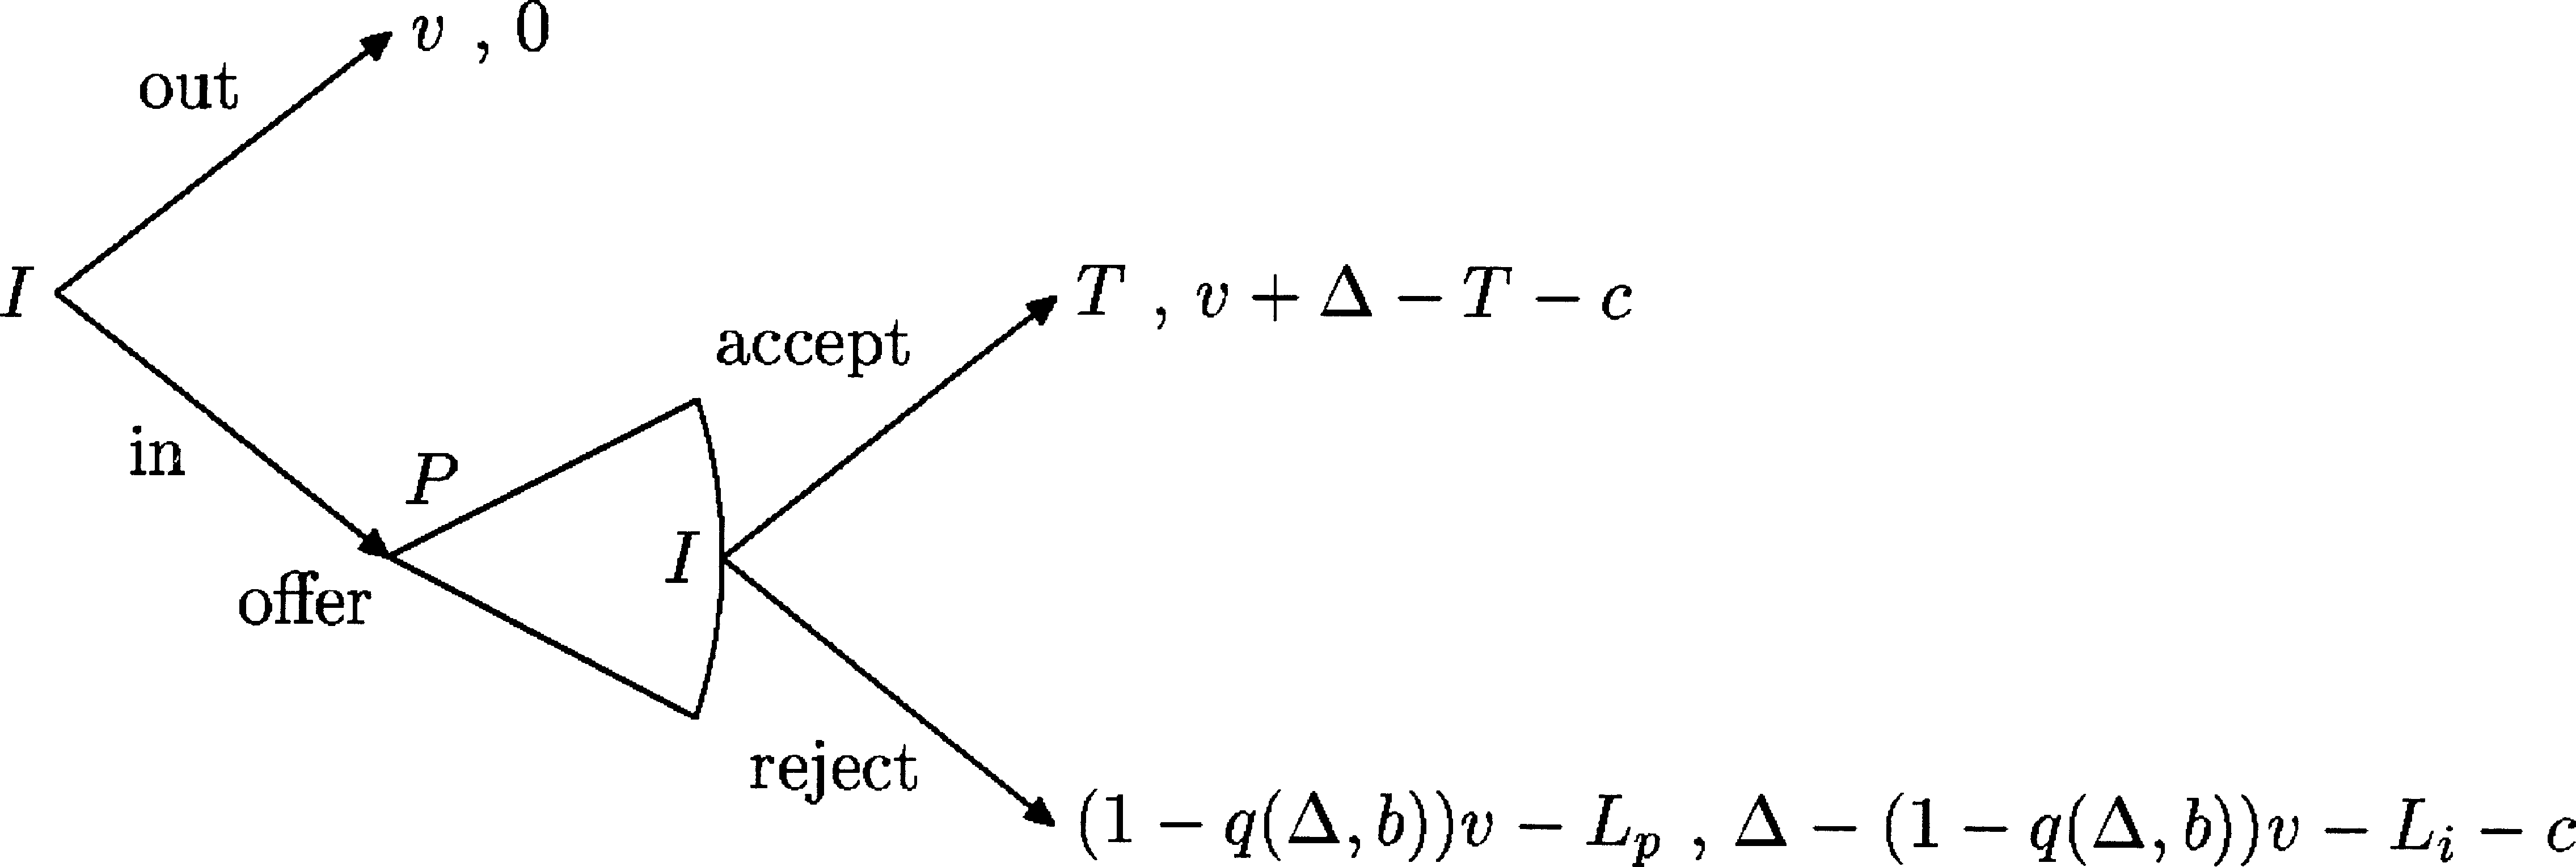 v , 0
out
I
T , v + Δ − T − c
accept
in
P
I
offer
reject
(1 − q(Δ, b))v − L_p , Δ − (1 − q(Δ, b))v − L_i − c